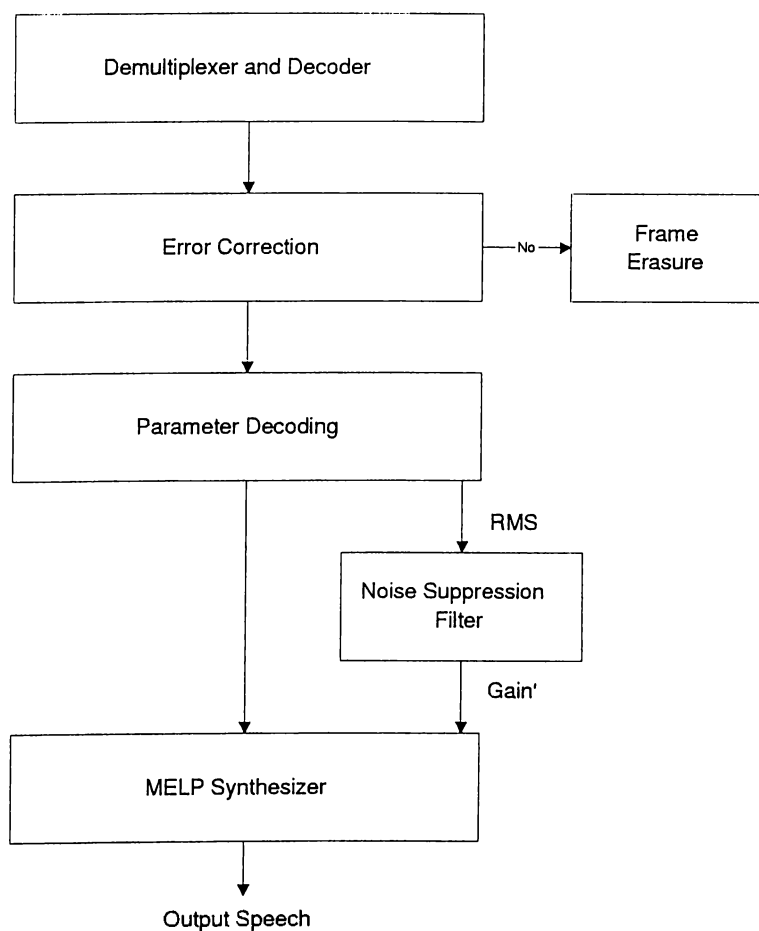 Demultiplexer and Decoder
Error Correction
No
Frame
Erasure
Parameter Decoding
RMS
Noise Suppression
Filter
Gain'
MELP Synthesizer
Output Speech